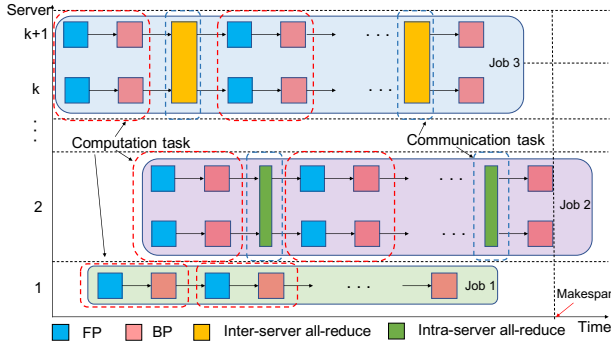 Server
k+1
Job 3
k
. . .
. . .
Computation task
Communication task
2
. . .
Job 2
1
. . .
Job 1
Makespan
Time
FP
BP
Inter-server all-reduce
Intra-server all-reduce